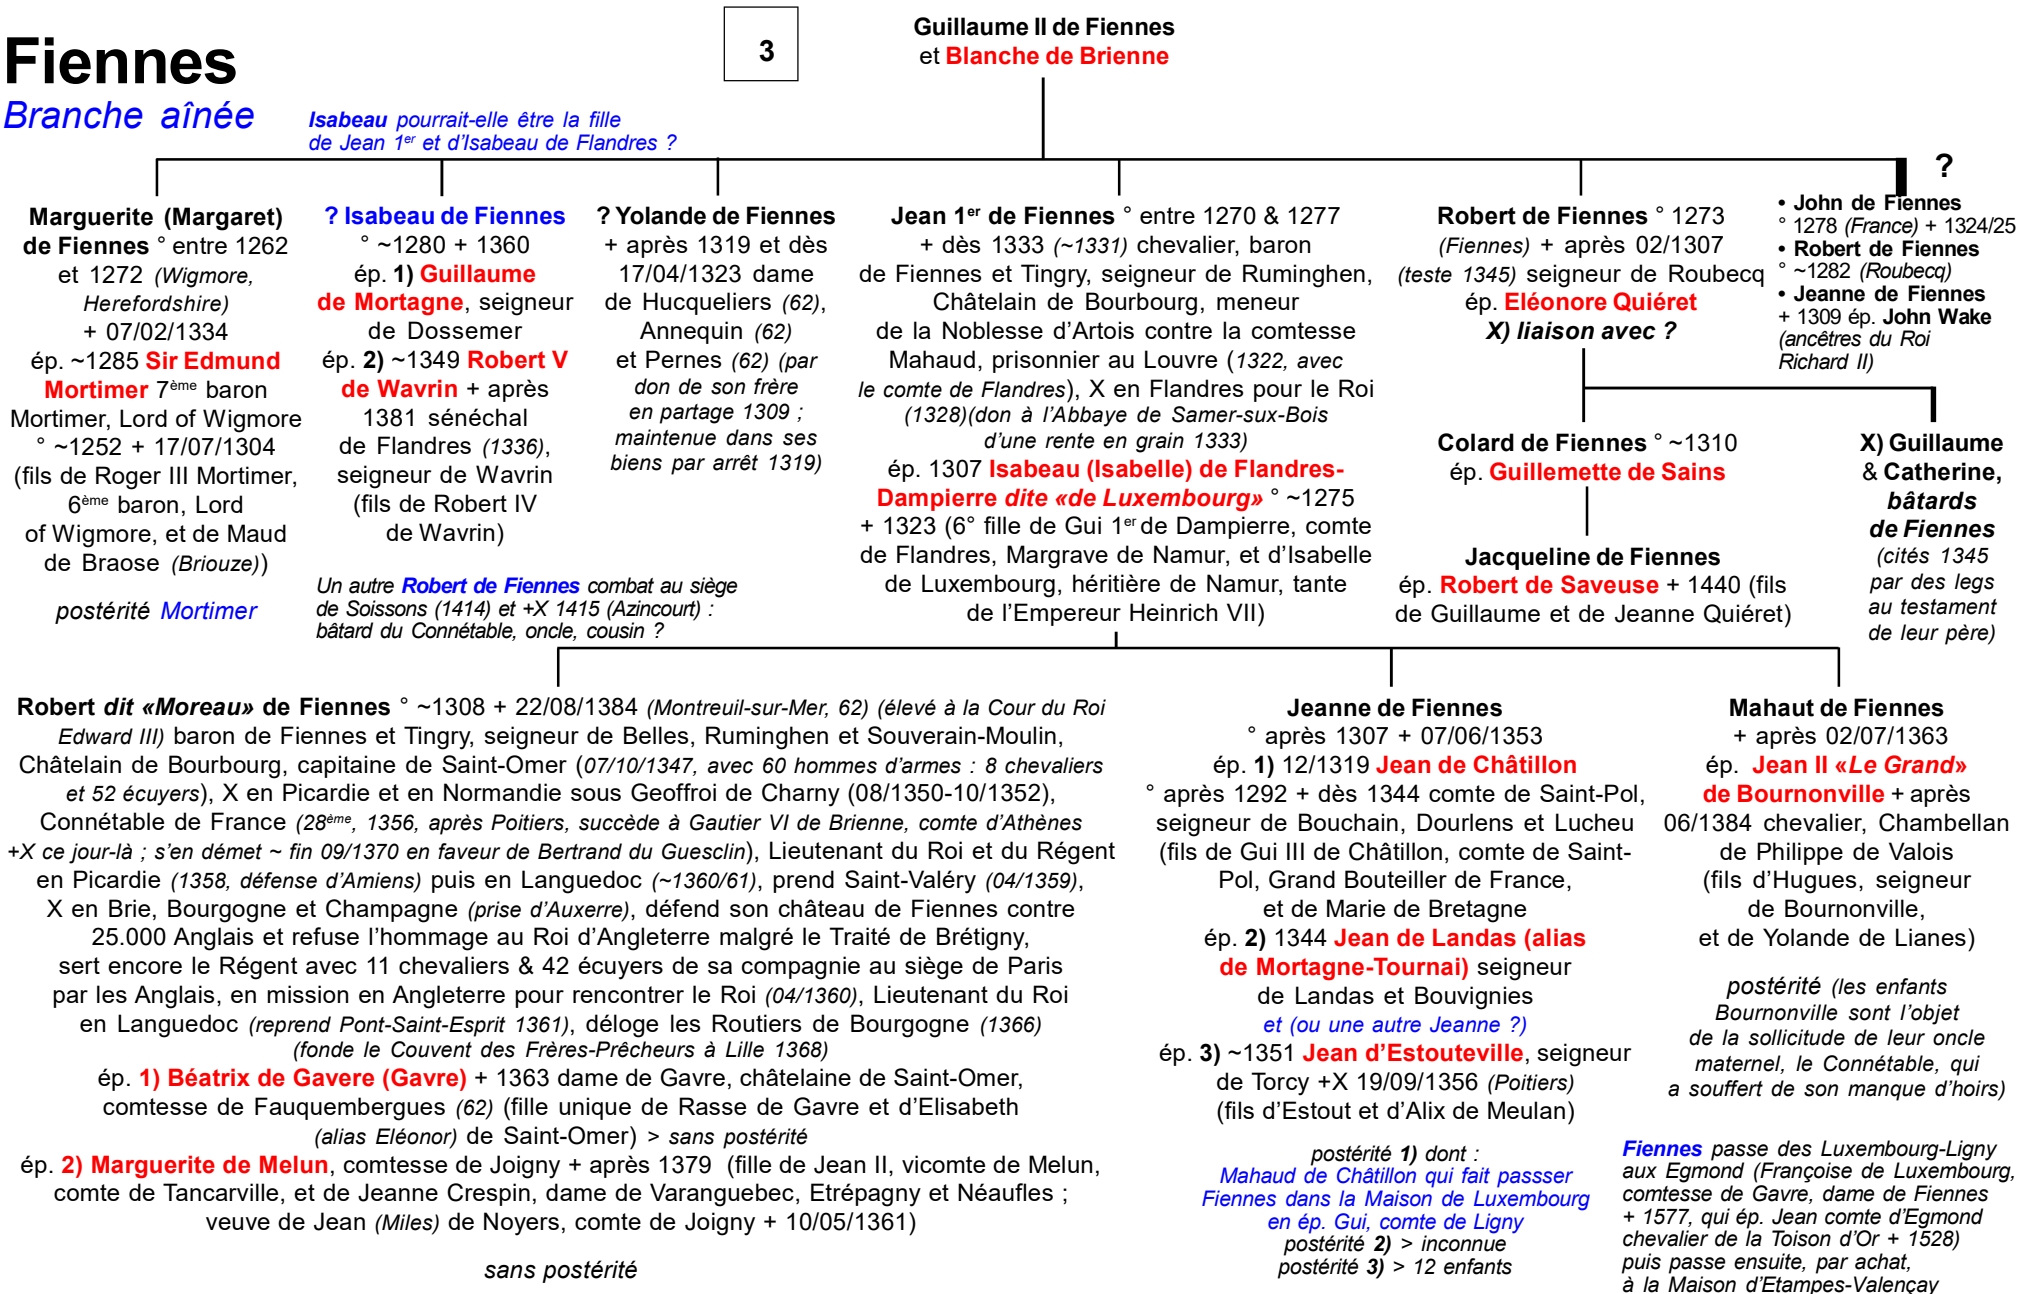 Fiennes
Branche aînée
3
Guillaume II de Fiennes
et Blanche de Brienne
Isabeau pourrait-elle être la fille
de Jean 1er et d'Isabeau de Flandres ?
Marguerite (Margaret)
de Fiennes ° entre 1262
et 1272 (Wigmore,
Herefordshire)
+ 07/02/1334
ép. ~1285 Sir Edmund
Mortimer 7ème baron
Mortimer, Lord of Wigmore
° ~1252 + 17/07/1304
(fils de Roger III Mortimer,
6ème baron, Lord
of Wigmore, et de Maud
de Braose (Briouze))
postérité Mortimer
? Isabeau de Fiennes
° ~1280 + 1360
ép. 1) Guillaume
de Mortagne, seigneur
de Dossemer
ép. 2) ~1349 Robert V
de Wavrin + après
1381 sénéchal
de Flandres (1336),
seigneur de Wavrin
(fils de Robert IV
de Wavrin)
? Yolande de Fiennes
+ après 1319 et dès
17/04/1323 dame
de Hucqueliers (62),
Annequin (62)
et Pernes (62) (par
don de son frère
en partage 1309 ;
maintenue dans ses
biens par arrêt 1319)
Un autre Robert de Fiennes combat au siège
de Soissons (1414) et +X 1415 (Azincourt) :
bâtard du Connétable, oncle, cousin ?
Jean 1er de Fiennes ° entre 1270 & 1277
+ dès 1333 (~1331) chevalier, baron
de Fiennes et Tingry, seigneur de Ruminghen,
Châtelain de Bourbourg, meneur
de la Noblesse d'Artois contre la comtesse
Mahaud, prisonnier au Louvre (1322, avec
le comte de Flandres), X en Flandres pour le Roi
(1328)(don à l'Abbaye de Samer-sux-Bois
d'une rente en grain 1333)
ép. 1307 Isabeau (Isabelle) de Flandres-
Dampierre dite «de Luxembourg» ° ~1275
+ 1323 (6° fille de Gui 1er de Dampierre, comte
de Flandres, Margrave de Namur, et d'Isabelle
de Luxembourg, héritière de Namur, tante
de l'Empereur Heinrich VII)
Robert de Fiennes ° 1273
(Fiennes) + après 02/1307
(teste 1345) seigneur de Roubecq
ép. Eléonore Quiéret
X) liaison avec ?
?
• John de Fiennes
° 1278 (France) + 1324/25
• Robert de Fiennes
° ~1282 (Roubecq)
• Jeanne de Fiennes
+ 1309 ép. John Wake
(ancêtres du Roi
Richard II)
Colard de Fiennes ° ~1310
ép. Guillemette de Sains
X) Guillaume
& Catherine,
bâtards
de Fiennes
(cités 1345
par des legs
au testament
de leur père)
Jacqueline de Fiennes
ép. Robert de Saveuse + 1440 (fils
de Guillaume et de Jeanne Quiéret)
Robert dit «Moreau» de Fiennes ° ~1308 + 22/08/1384 (Montreuil-sur-Mer, 62) (élevé à la Cour du Roi
Edward III) baron de Fiennes et Tingry, seigneur de Belles, Ruminghen et Souverain-Moulin,
Châtelain de Bourbourg, capitaine de Saint-Omer (07/10/1347, avec 60 hommes d'armes : 8 chevaliers
et 52 écuyers), X en Picardie et en Normandie sous Geoffroi de Charny (08/1350-10/1352),
Connétable de France (28ème, 1356, après Poitiers, succède à Gautier VI de Brienne, comte d'Athènes
+X ce jour-là ; s'en démet ~ fin 09/1370 en faveur de Bertrand du Guesclin), Lieutenant du Roi et du Régent
en Picardie (1358, défense d'Amiens) puis en Languedoc (~1360/61), prend Saint-Valéry (04/1359),
X en Brie, Bourgogne et Champagne (prise d'Auxerre), défend son château de Fiennes contre
25.000 Anglais et refuse l'hommage au Roi d'Angleterre malgré le Traité de Brétigny,
sert encore le Régent avec 11 chevaliers & 42 écuyers de sa compagnie au siège de Paris
par les Anglais, en mission en Angleterre pour rencontrer le Roi (04/1360), Lieutenant du Roi
en Languedoc (reprend Pont-Saint-Esprit 1361), déloge les Routiers de Bourgogne (1366)
(fonde le Couvent des Frères-Prêcheurs à Lille 1368)
ép. 1) Béatrix de Gavere (Gavre) + 1363 dame de Gavre, châtelaine de Saint-Omer,
comtesse de Fauquembergues (62) (fille unique de Rasse de Gavre et d'Elisabeth
(alias Eléonor) de Saint-Omer) > sans postérité
ép. 2) Marguerite de Melun, comtesse de Joigny + après 1379 (fille de Jean II, vicomte de Melun,
comte de Tancarville, et de Jeanne Crespin, dame de Varanguebec, Etrépagny et Néaufles ;
veuve de Jean (Miles) de Noyers, comte de Joigny + 10/05/1361)
sans postérité
Jeanne de Fiennes
° après 1307 + 07/06/1353
ép. 1) 12/1319 Jean de Châtillon
° après 1292 + dès 1344 comte de Saint-Pol,
seigneur de Bouchain, Dourlens et Lucheu
(fils de Gui III de Châtillon, comte de Saint-
Pol, Grand Bouteiller de France,
et de Marie de Bretagne
ép. 2) 1344 Jean de Landas (alias
de Mortagne-Tournai) seigneur
de Landas et Bouvignies
et (ou une autre Jeanne ?)
ép. 3) ~1351 Jean d'Estouteville, seigneur
de Torcy +X 19/09/1356 (Poitiers)
(fils d'Estout et d'Alix de Meulan)
postérité 1) dont :
Mahaud de Châtillon qui fait passser
Fiennes dans la Maison de Luxembourg
en ép. Gui, comte de Ligny
postérité 2) > inconnue
postérité 3) > 12 enfants
Mahaut de Fiennes
+ après 02/07/1363
ép. Jean II «Le Grand»
de Bournonville + après
06/1384 chevalier, Chambellan
de Philippe de Valois
(fils d'Hugues, seigneur
de Bournonville,
et de Yolande de Lianes)
postérité (les enfants
Bournonville sont l'objet
de la sollicitude de leur oncle
maternel, le Connétable, qui
a souffert de son manque d'hoirs)
Fiennes passe des Luxembourg-Ligny
aux Egmond (Françoise de Luxembourg,
comtesse de Gavre, dame de Fiennes
+ 1577, qui ép. Jean comte d'Egmond
chevalier de la Toison d'Or + 1528)
puis passe ensuite, par achat,
à la Maison d'Etampes-Valençay